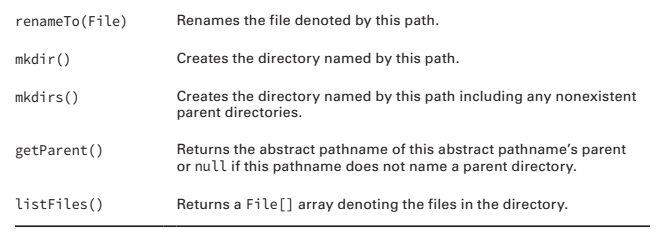 renameTo(File) Renames the file denoted by this path.
mkdir() Creates the directory named by this path.
mkdirs() Creates the directory named by this path including any nonexistent
parent directories.
getParent() Returns the abstract pathname of this abstract pathname's parent
or null if this pathname does not name a parent directory.
listFiles() Returns a File[] array denoting the files in the directory.